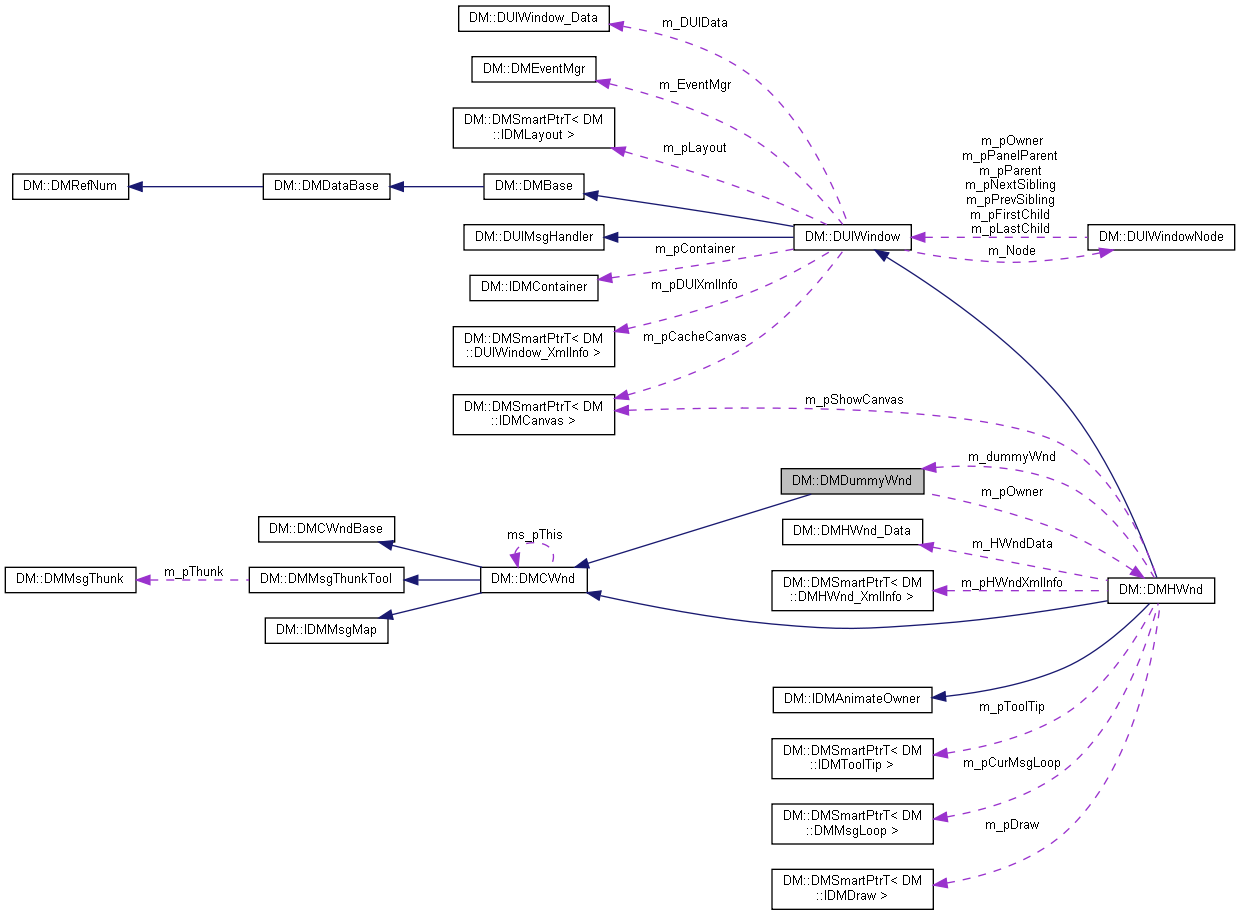 DM::DUIWindow_Data
m_DUIData
DM::DMEventMgr
m_EventMgr
DM::DMSmartPtrT< DM
::IDMLayout >
m_pLayout
m_pOwner
m_pPanelParent
m_pParent
m_pNextSibling
m_pPrevSibling
m_pFirstChild
m_pLastChild
DM::DMRefNum
DM::DMDataBase
DM::DMBase
DM::DUIMsgHandler
DM::DUIWindow
DM::DUIWindowNode
m_pContainer
m_Node
DM::IDMContainer
m_pDUIXmlInfo
DM::DMSmartPtrT< DM
::DUIWindow_XmlInfo >
m_pCacheCanvas
DM::DMSmartPtrT< DM
::IDMCanvas >
m_pShowCanvas
m_dummyWnd
DM::DMDummyWnd
m_pOwner
DM::DMCWndBase
ms_pThis
DM::DMHWnd_Data
m_HWndData
DM::DMMsgThunk
m_pThunk
DM::DMMsgThunkTool
DM::DMCWnd
DM::DMSmartPtrT< DM
::DMHWnd_XmlInfo >
m_pHWndXmlInfo
DM::DMHWnd
DM::IDMMsgMap
DM::IDMAnimateOwner
m_pToolTip
DM::DMSmartPtrT< DM
::IDMToolTip >
m_pCurMsgLoop
DM::DMSmartPtrT< DM
::DMMsgLoop >
m_pDraw
DM::DMSmartPtrT< DM
::IDMDraw >